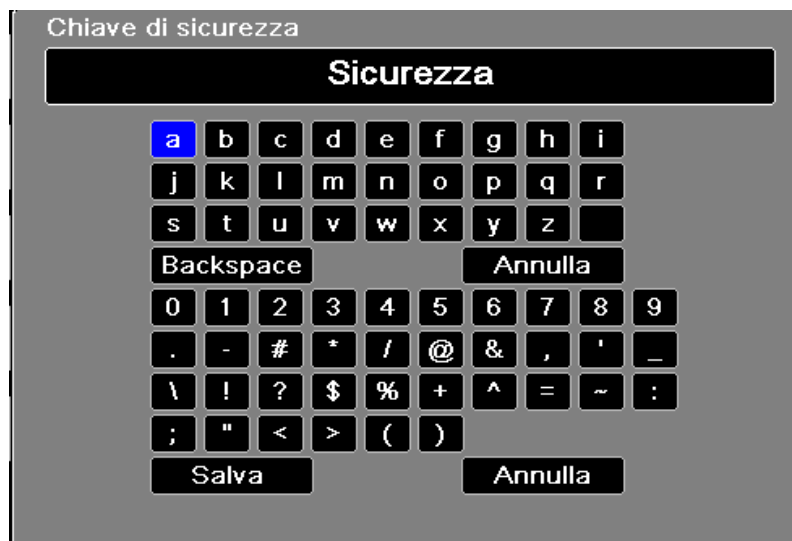 Chiave di sicurezza
Sicurezza
a b c d e f g h i
j k l m n o p q r
s t u v w x y z
Backspace Annulla
0 1 2 3 4 5 6 7 8 9
. - # * / @ & , ' _
\ ! ? $ % + ^ = ~ :
; " < > ( )
Salva Annulla